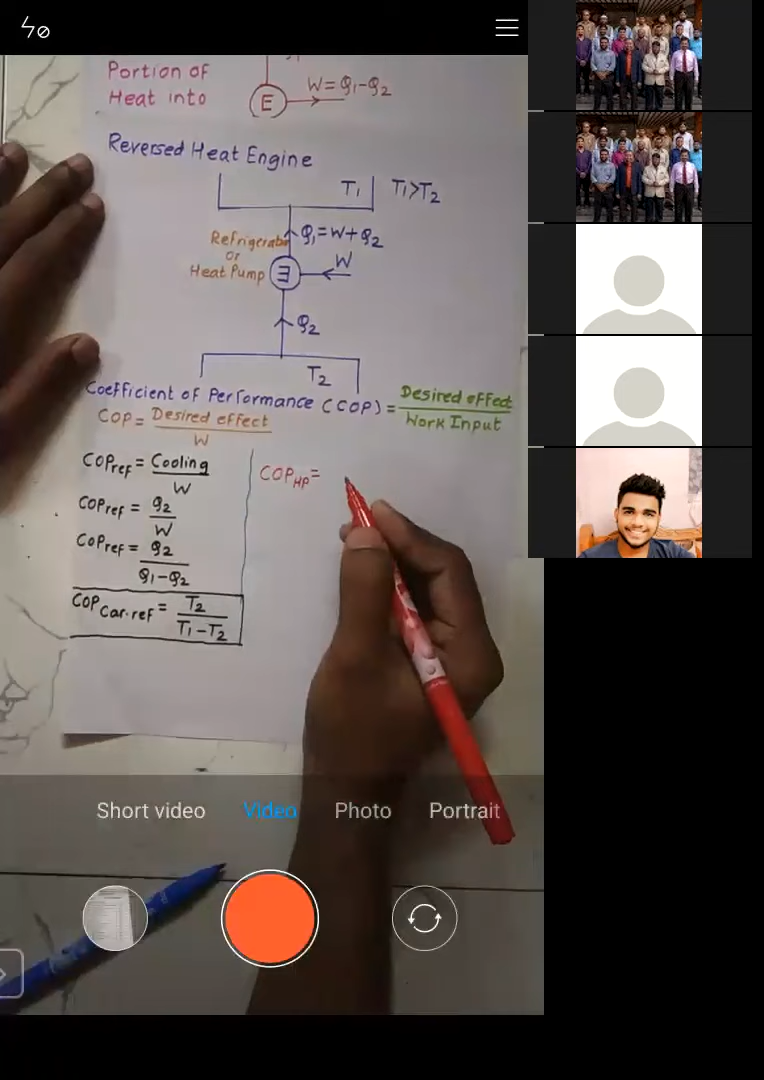 Portion of
Heat into
E
W=Q1-Q2
Reversed Heat Engine
T1
T1>T2
Refrigerator
or
Heat Pump
Q1=W+Q2
E
W
Q2
T2
Coefficient of Performance (COP) = Desired effect
Work Input
COP = Desired effect
W
COPref = Cooling
W
COPref = Q2
W
COPref = Q2
Q1-Q2
COPCar.ref = T2
T1-T2
COPHP =
Short video Video Photo Portrait